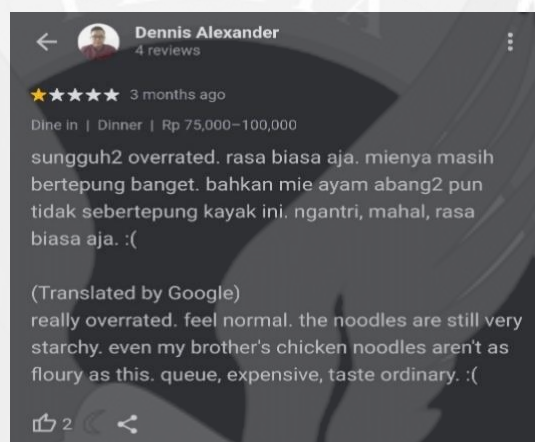 Dennis Alexander
4 reviews
3 months ago
Dine in | Dinner | Rp 75,000–100,000
sungguh2 overrated. rasa biasa aja. mienya masih
bertepung banget. bahkan mie ayam abang2 pun
tidak sebertepung kayak ini. ngantri, mahal, rasa
biasa aja. :(
(Translated by Google)
really overrated. feel normal. the noodles are still very
starchy. even my brother's chicken noodles aren't as
floury as this. queue, expensive, taste ordinary. :(
2